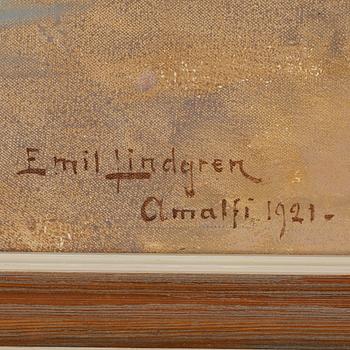 Emil Lindgren
Amalfi 1921-